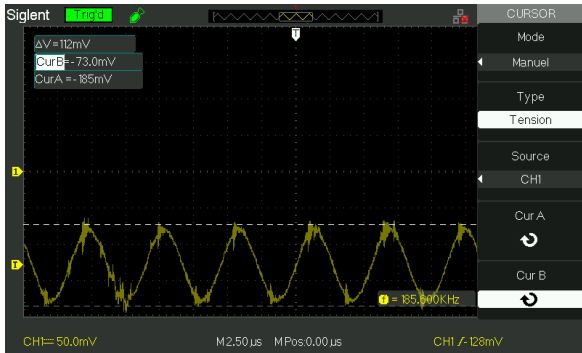 Siglent Trig'd CURSOR
ΔV=112mV
CurB=-73.0mV
CurA=-185mV
T
Mode
Manuel
Type
Tension
Source
CH1
Cur A
Cur B
1
T
f = 185.600KHz
CH1 50.0mV M2.50µs MPos:0.00µs CH1 /-128mV